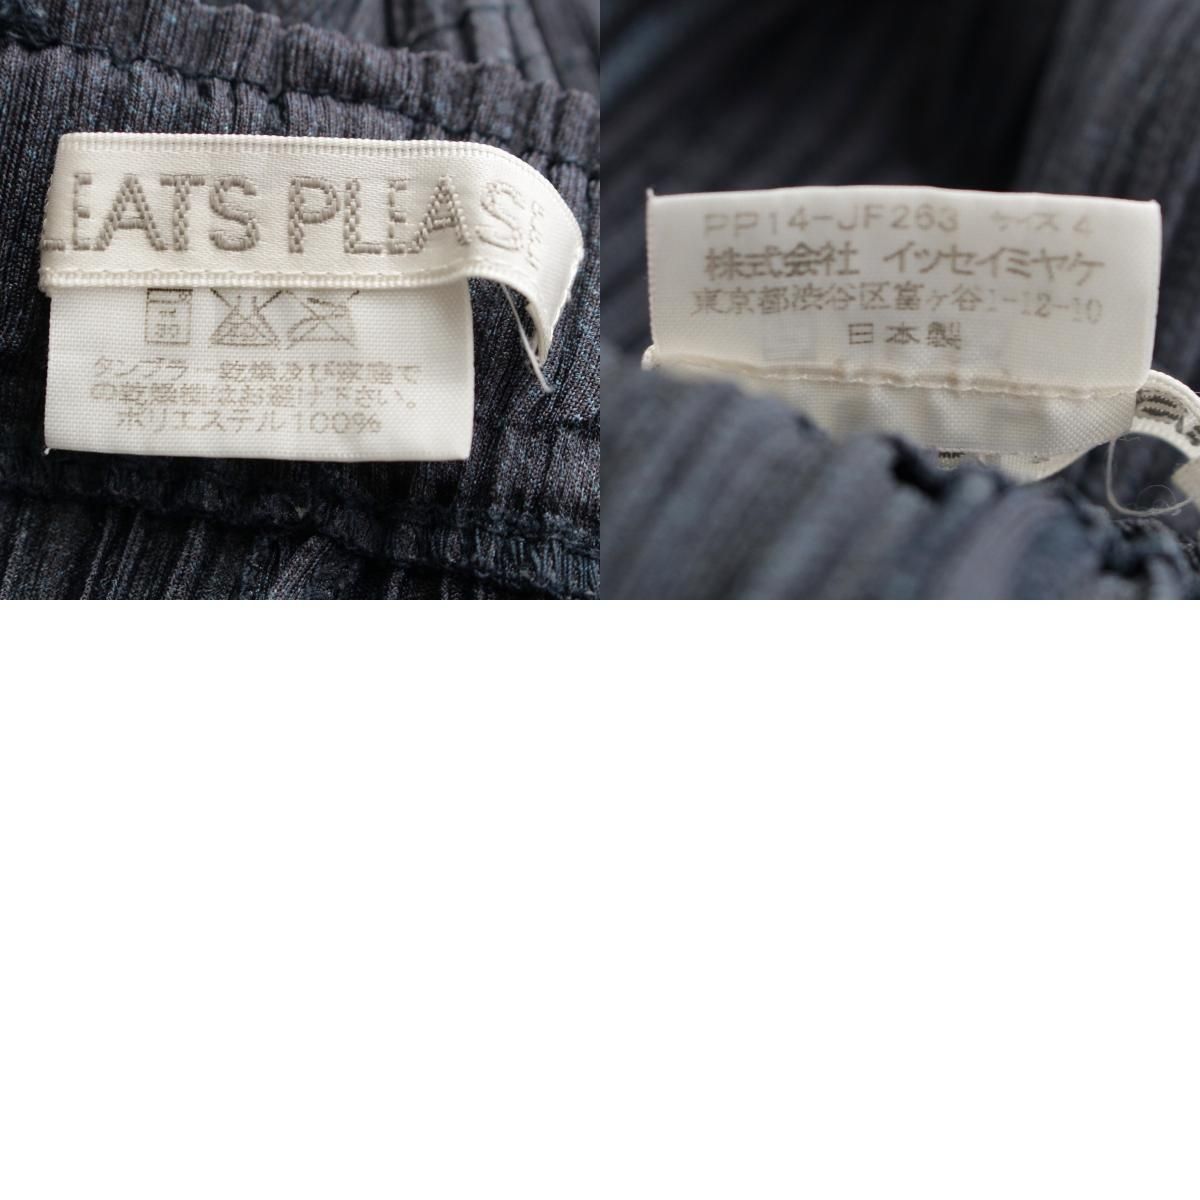 LEATS PLEAS
タンブラー乾燥及び家庭で
の乾燥機はお避け下さい。
ポリエステル100%
PP14-JF263 サイズ 4
株式会社 イッセイミヤケ
東京都渋谷区富ヶ谷1-12-10
日本製